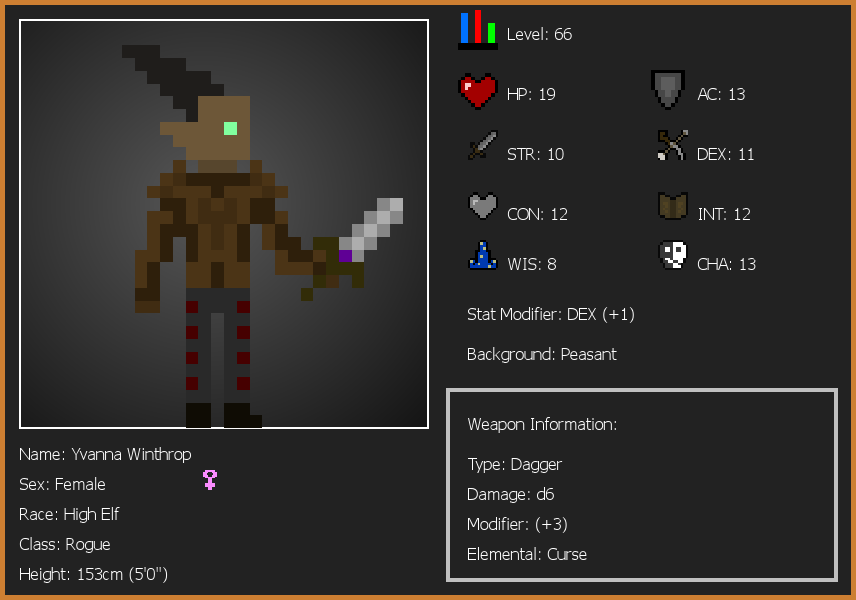 Level: 66
HP: 19
AC: 13
STR: 10
DEX: 11
CON: 12
INT: 12
WIS: 8
CHA: 13
Stat Modifier: DEX (+1)
Background: Peasant
Weapon Information:
Type: Dagger
Damage: d6
Modifier: (+3)
Elemental: Curse
Name: Yvanna Winthrop
Sex: Female
Race: High Elf
Class: Rogue
Height: 153cm (5'0")